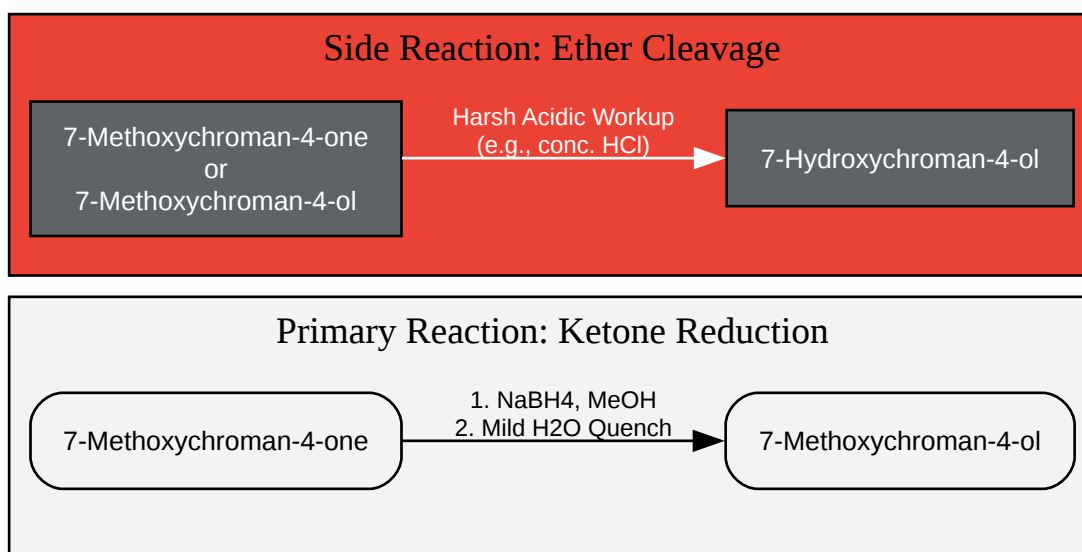 Side Reaction: Ether Cleavage
7-Methoxychroman-4-one
or
7-Methoxychroman-4-ol
Harsh Acidic Workup
(e.g., conc. HCl)
7-Hydroxychroman-4-ol
Primary Reaction: Ketone Reduction
7-Methoxychroman-4-one
1. NaBH4, MeOH
2. Mild H2O Quench
7-Methoxychroman-4-ol